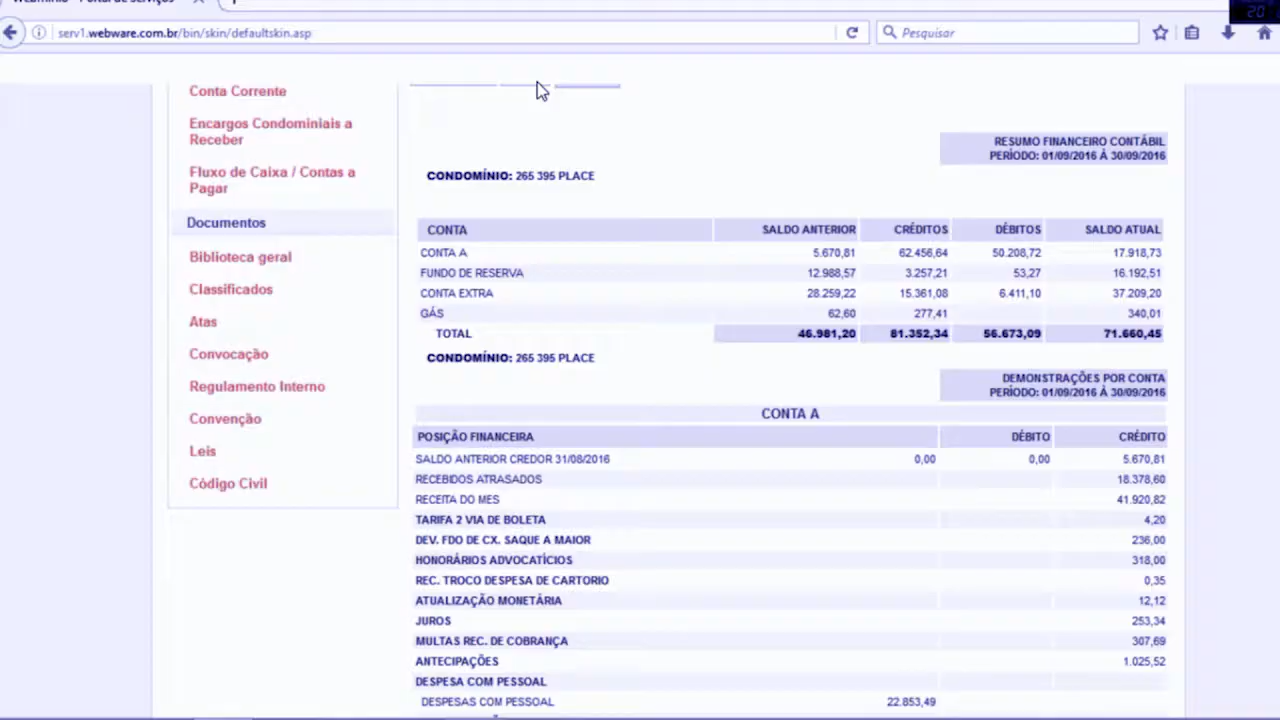 serv1.webware.com.br/bin/skin/defaultskin.asp
Pesquisar
20
Conta Corrente
Encargos Condominiais a
Receber
Fluxo de Caixa / Contas a
Pagar
Documentos
Biblioteca geral
Classificados
Atas
Convocação
Regulamento Interno
Convenção
Leis
Código Civil
RESUMO FINANCEIRO CONTÁBIL
PERÍODO: 01/09/2016 À 30/09/2016
CONDOMÍNIO: 265 395 PLACE
CONTA SALDO ANTERIOR CRÉDITOS DÉBITOS SALDO ATUAL
CONTA A 5.670,81 62.456,64 50.208,72 17.918,73
FUNDO DE RESERVA 12.988,57 3.257,21 53,27 16.192,51
CONTA EXTRA 28.259,22 15.361,08 6.411,10 37.209,20
GÁS 62,60 277,41 340,01
TOTAL 46.981,20 81.352,34 56.673,09 71.660,45
CONDOMÍNIO: 265 395 PLACE
DEMONSTRAÇÕES POR CONTA
PERÍODO: 01/09/2016 À 30/09/2016
CONTA A
POSIÇÃO FINANCEIRA DÉBITO CRÉDITO
SALDO ANTERIOR CREDOR 31/08/2016 0,00 0,00 5.670,81
RECEBIDOS ATRASADOS 18.378,60
RECEITA DO MES 41.920,82
TARIFA 2 VIA DE BOLETA 4,20
DEV. FDO DE CX. SAQUE A MAIOR 236,00
HONORÁRIOS ADVOCATÍCIOS 318,00
REC. TROCO DESPESA DE CARTORIO 0,35
ATUALIZAÇÃO MONETÁRIA 12,12
JUROS 253,34
MULTAS REC. DE COBRANÇA 307,69
ANTECIPAÇÕES 1.025,52
DESPESA COM PESSOAL
DESPESAS COM PESSOAL 22.853,49